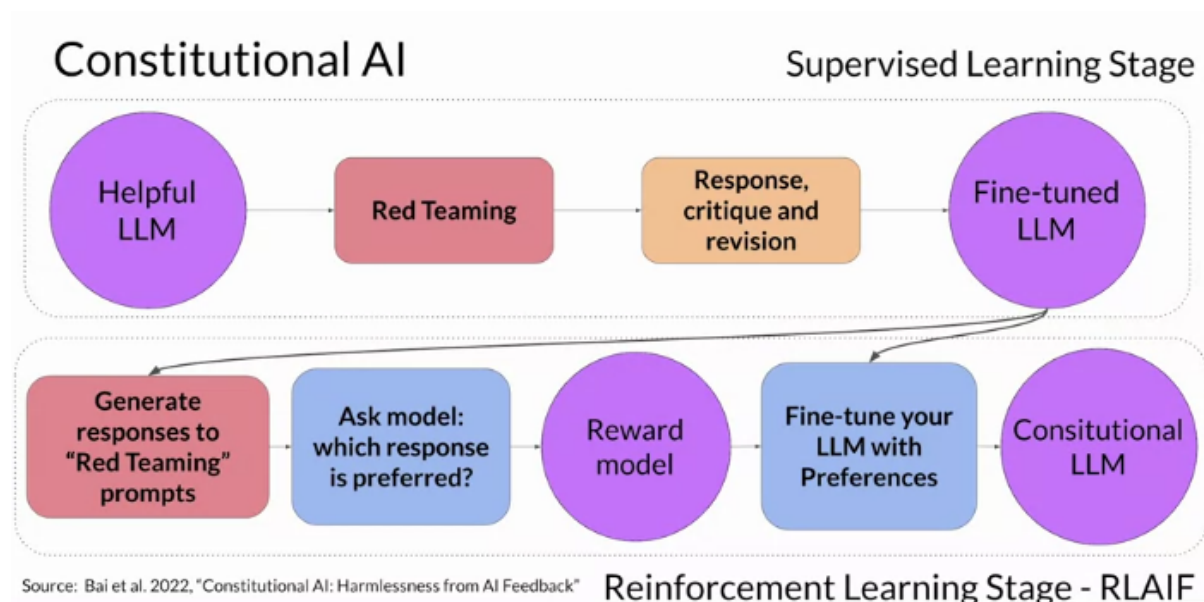 Constitutional AI
Supervised Learning Stage
Helpful
LLM
Red Teaming
Response,
critique and
revision
Fine-tuned
LLM
Generate
responses to
“Red Teaming”
prompts
Ask model:
which response
is preferred?
Reward
model
Fine-tune your
LLM with
Preferences
Consitutional
LLM
Source: Bai et al. 2022, “Constitutional AI: Harmlessness from AI Feedback”
Reinforcement Learning Stage - RLAIF